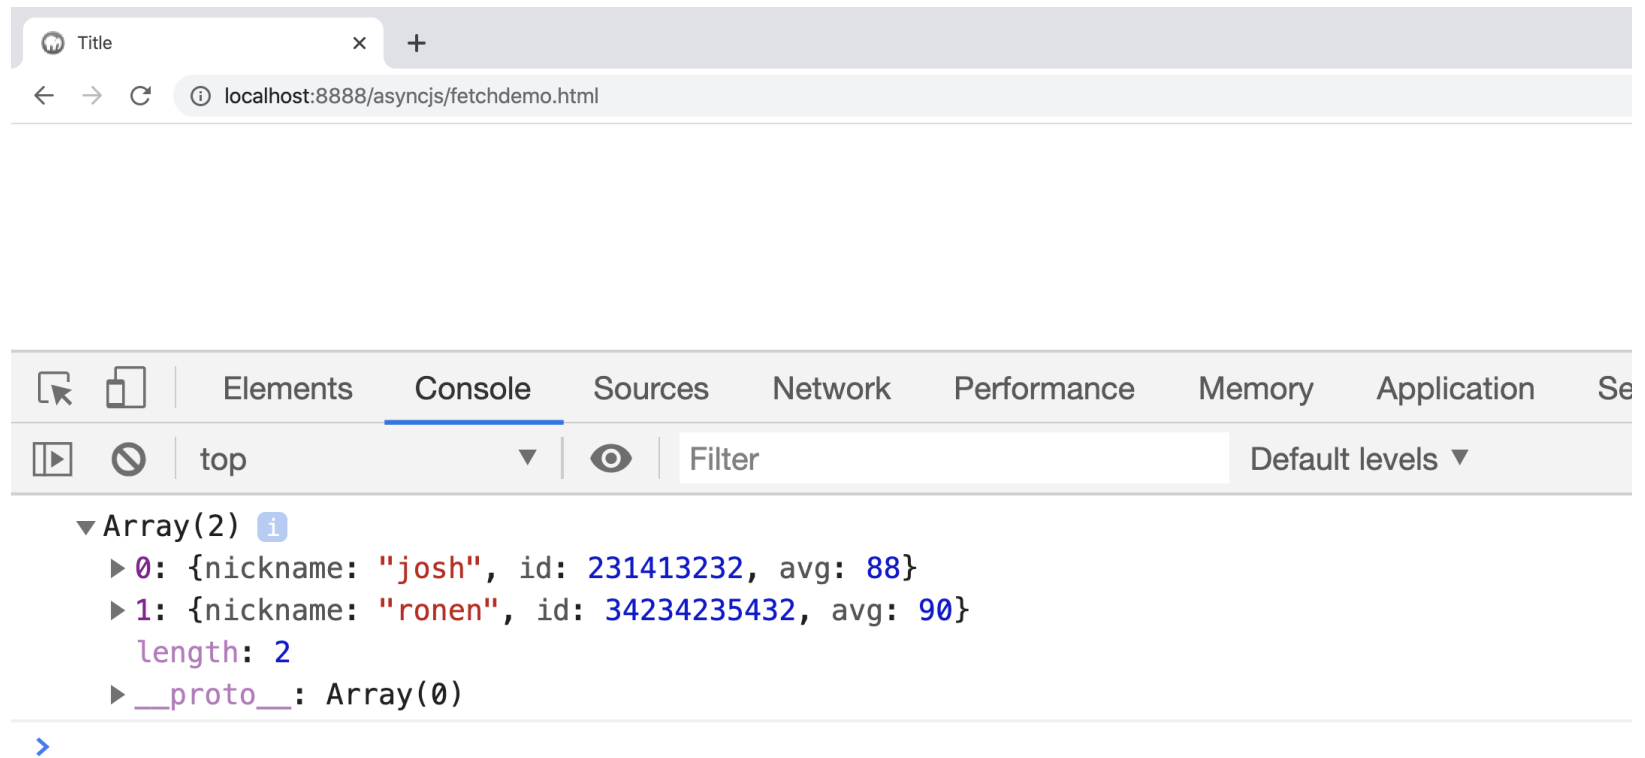 Title
localhost:8888/asyncjs/fetchdemo.html
Elements Console Sources Network Performance Memory Application Se
top Filter Default levels
Array(2) i
0: {nickname: "josh", id: 231413232, avg: 88}
1: {nickname: "ronen", id: 34234235432, avg: 90}
length: 2
__proto__: Array(0)